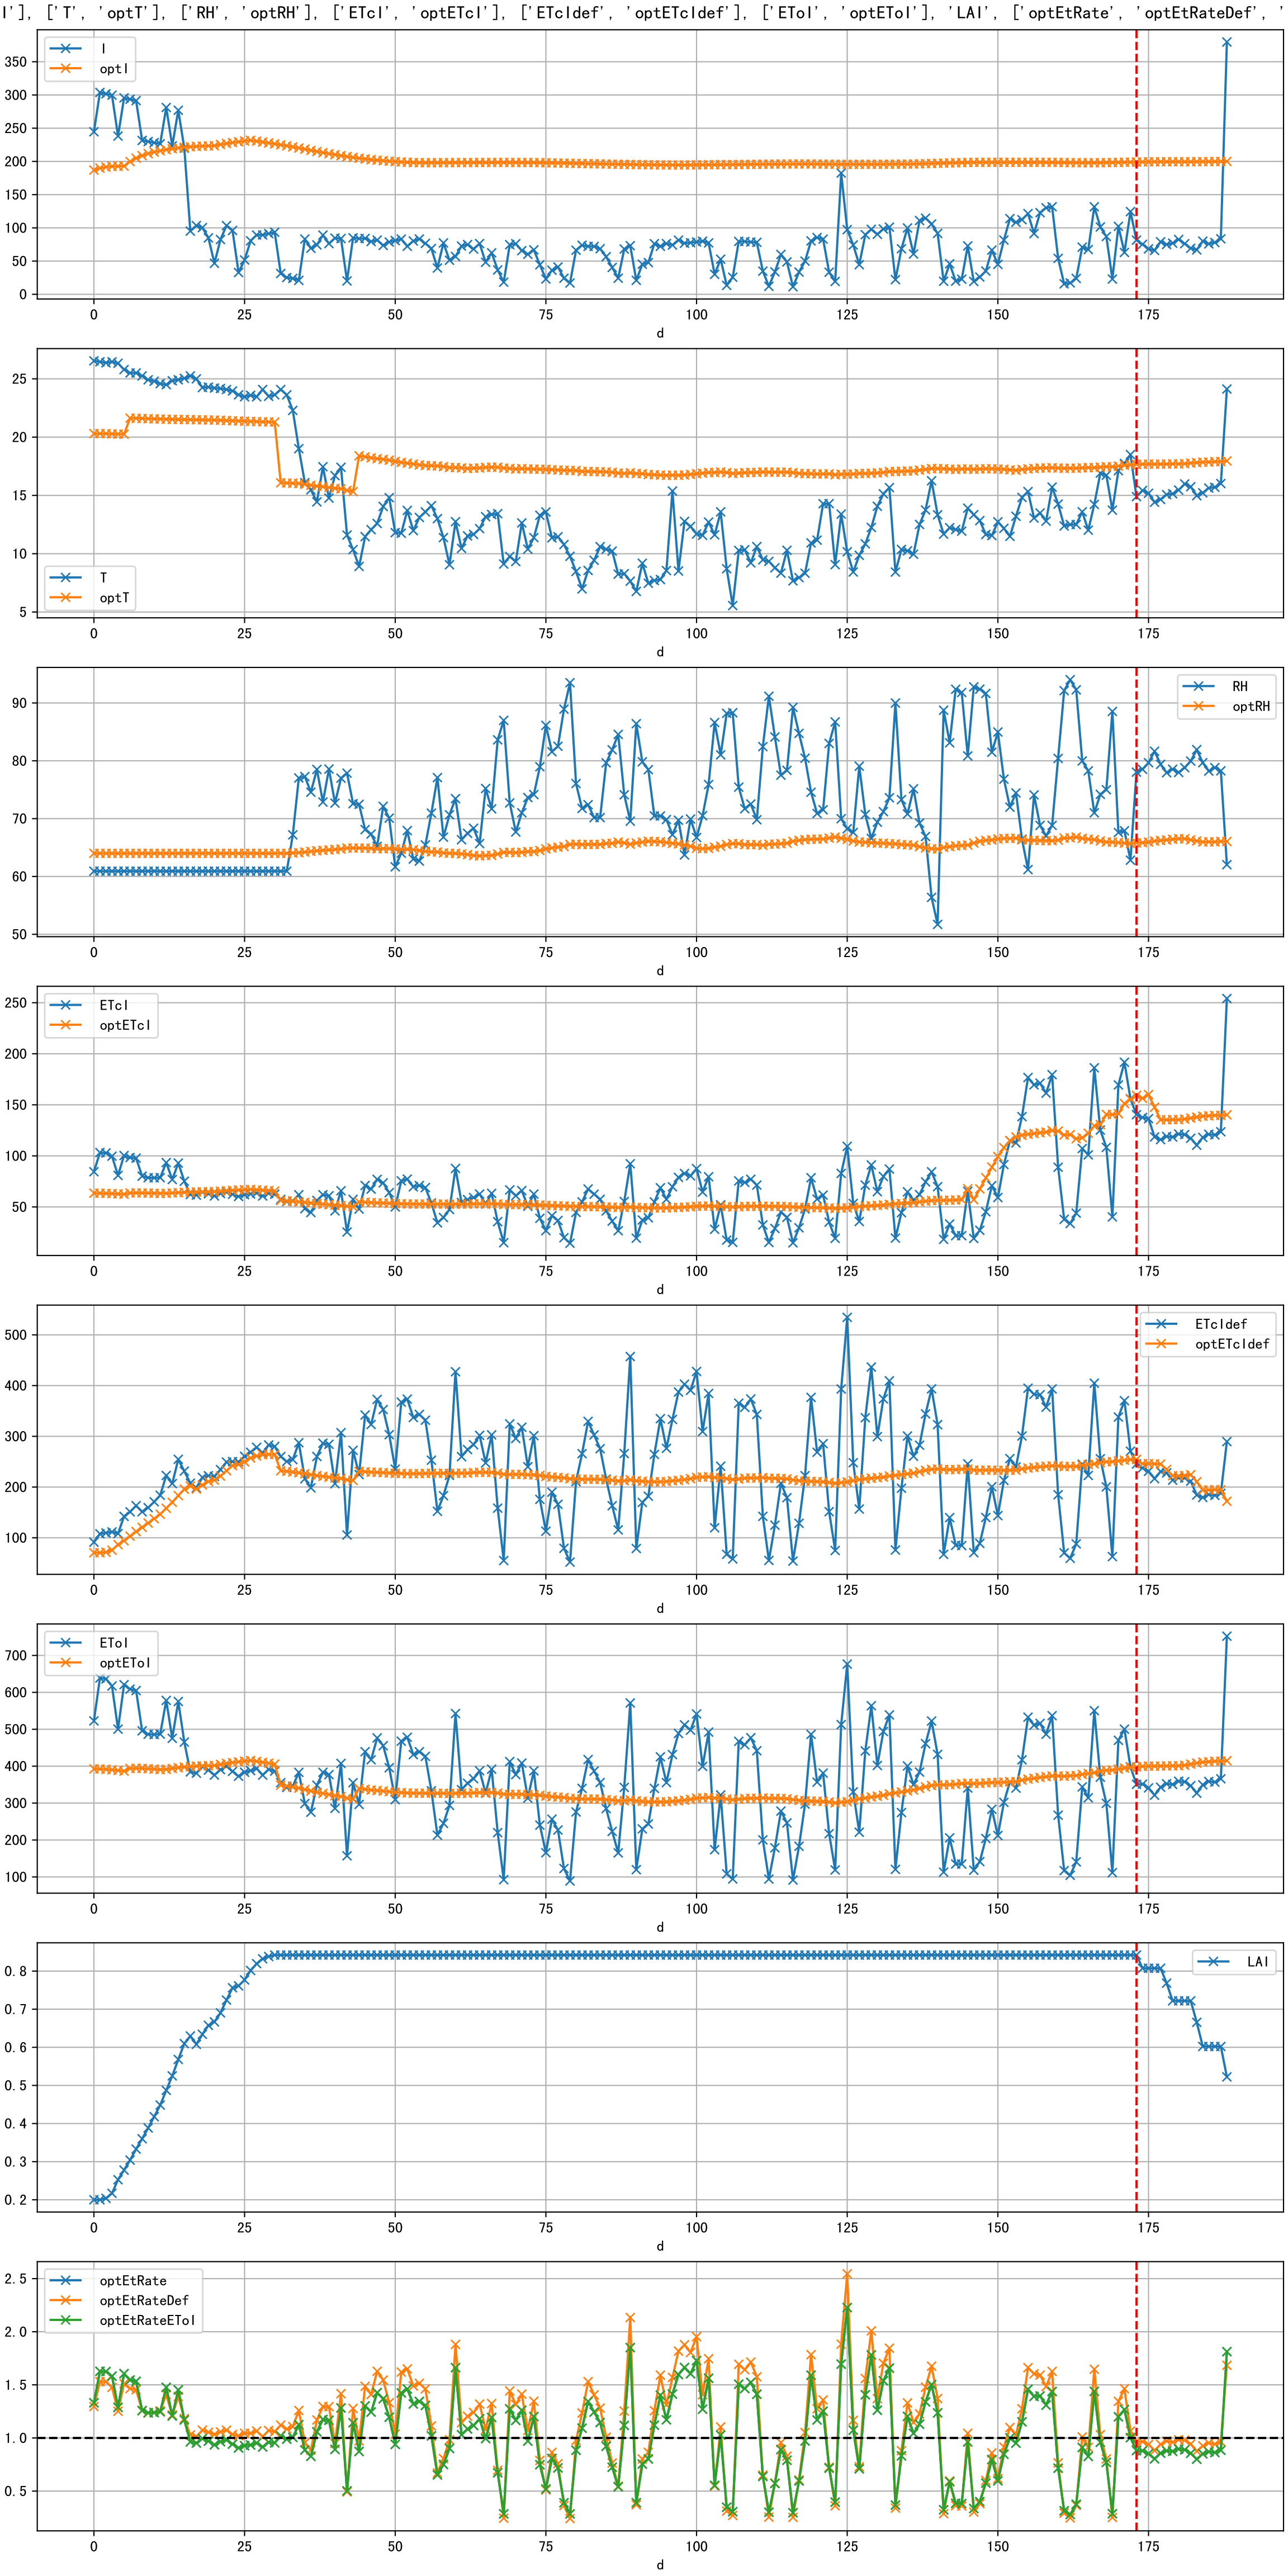 I'], ['T', 'optT'], ['RH', 'optRH'], ['ETcI', 'optETcI'], ['ETcIdef', 'optETcIdef'], ['EToI', 'optEToI'], 'LAI', ['optEtRate', 'optEtRateDef', '
I
optI
350
300
250
200
150
100
50
0
0 25 50 75 100 125 150 175
d
25
20
15
10
5
T
optT
0 25 50 75 100 125 150 175
d
RH
optRH
90
80
70
60
50
0 25 50 75 100 125 150 175
d
ETcI
optETcI
250
200
150
100
50
0 25 50 75 100 125 150 175
d
ETcIdef
optETcIdef
500
400
300
200
100
0 25 50 75 100 125 150 175
d
EToI
optEToI
700
600
500
400
300
200
100
0 25 50 75 100 125 150 175
d
LAI
0.8
0.7
0.6
0.5
0.4
0.3
0.2
0 25 50 75 100 125 150 175
d
optEtRate
optEtRateDef
optEtRateEToI
2.5
2.0
1.5
1.0
0.5
0 25 50 75 100 125 150 175
d